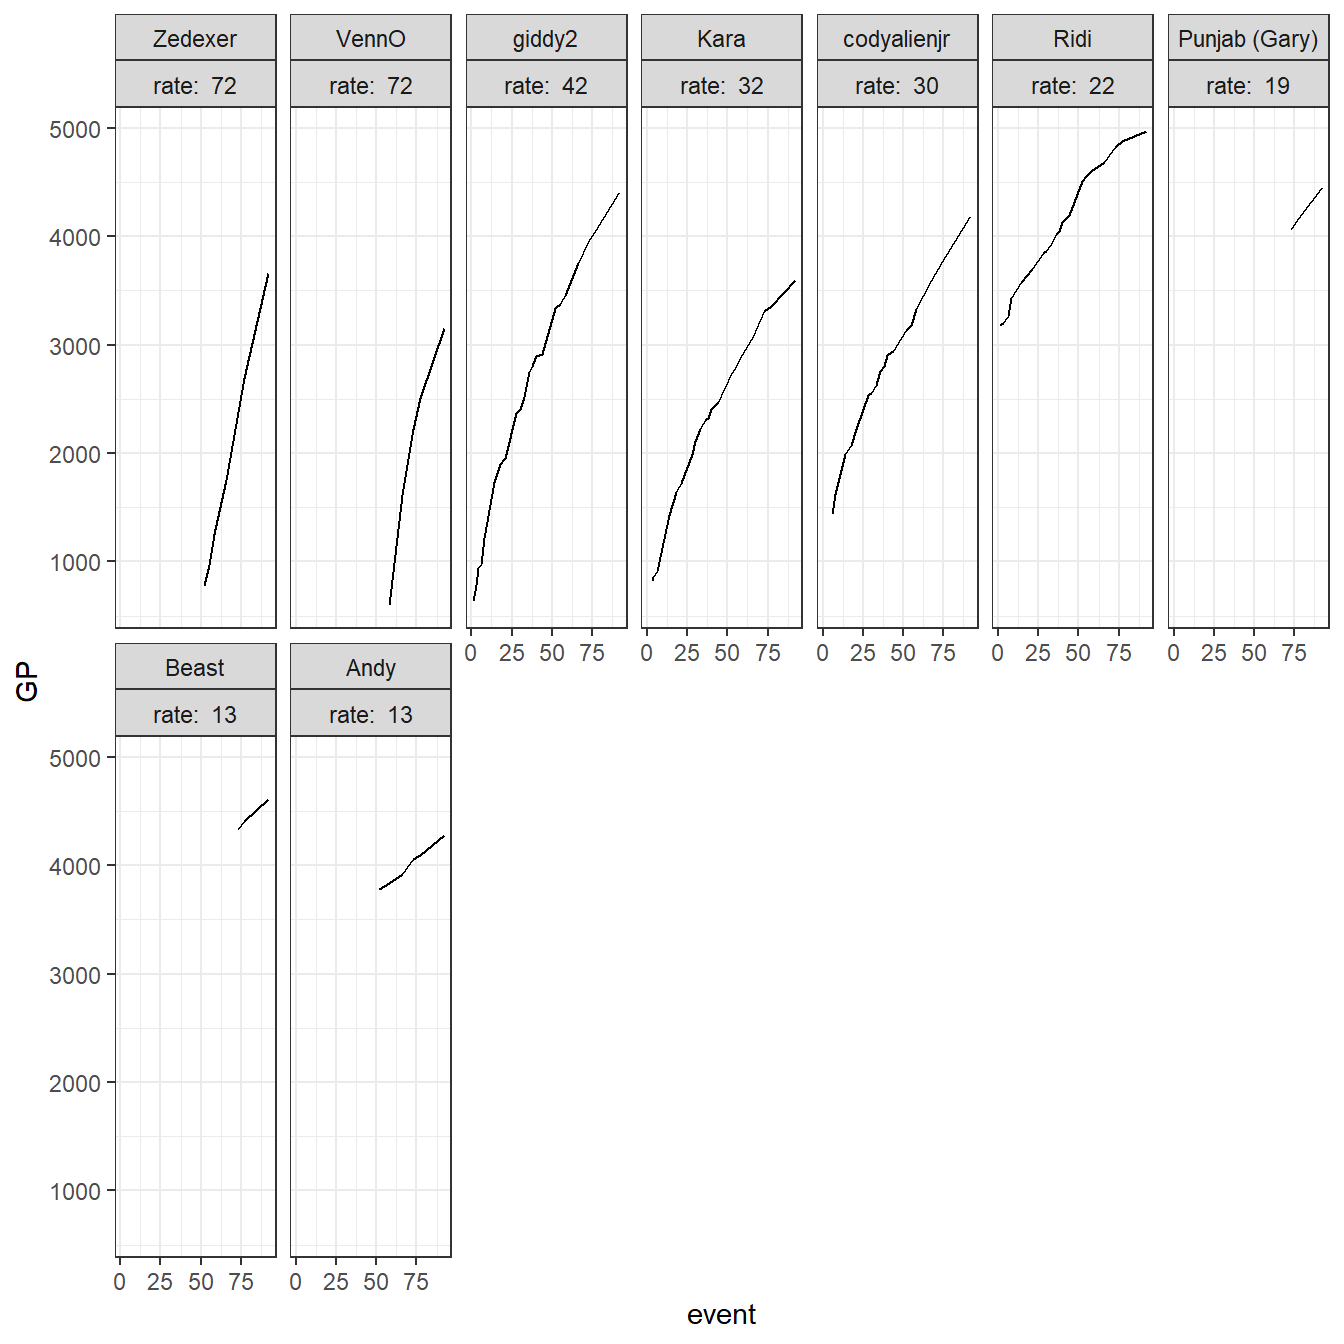 Zedexer VennO giddy2 Kara codyalienjr Ridi Punjab (Gary)
rate: 72 rate: 72 rate: 42 rate: 32 rate: 30 rate: 22 rate: 19
5000
4000
3000
2000
1000
0 25 50 75 0 25 50 75 0 25 50 75 0 25 50 75 0 25 50 75
GP
Beast Andy
rate: 13 rate: 13
5000
4000
3000
2000
1000
0 25 50 75 0 25 50 75
event